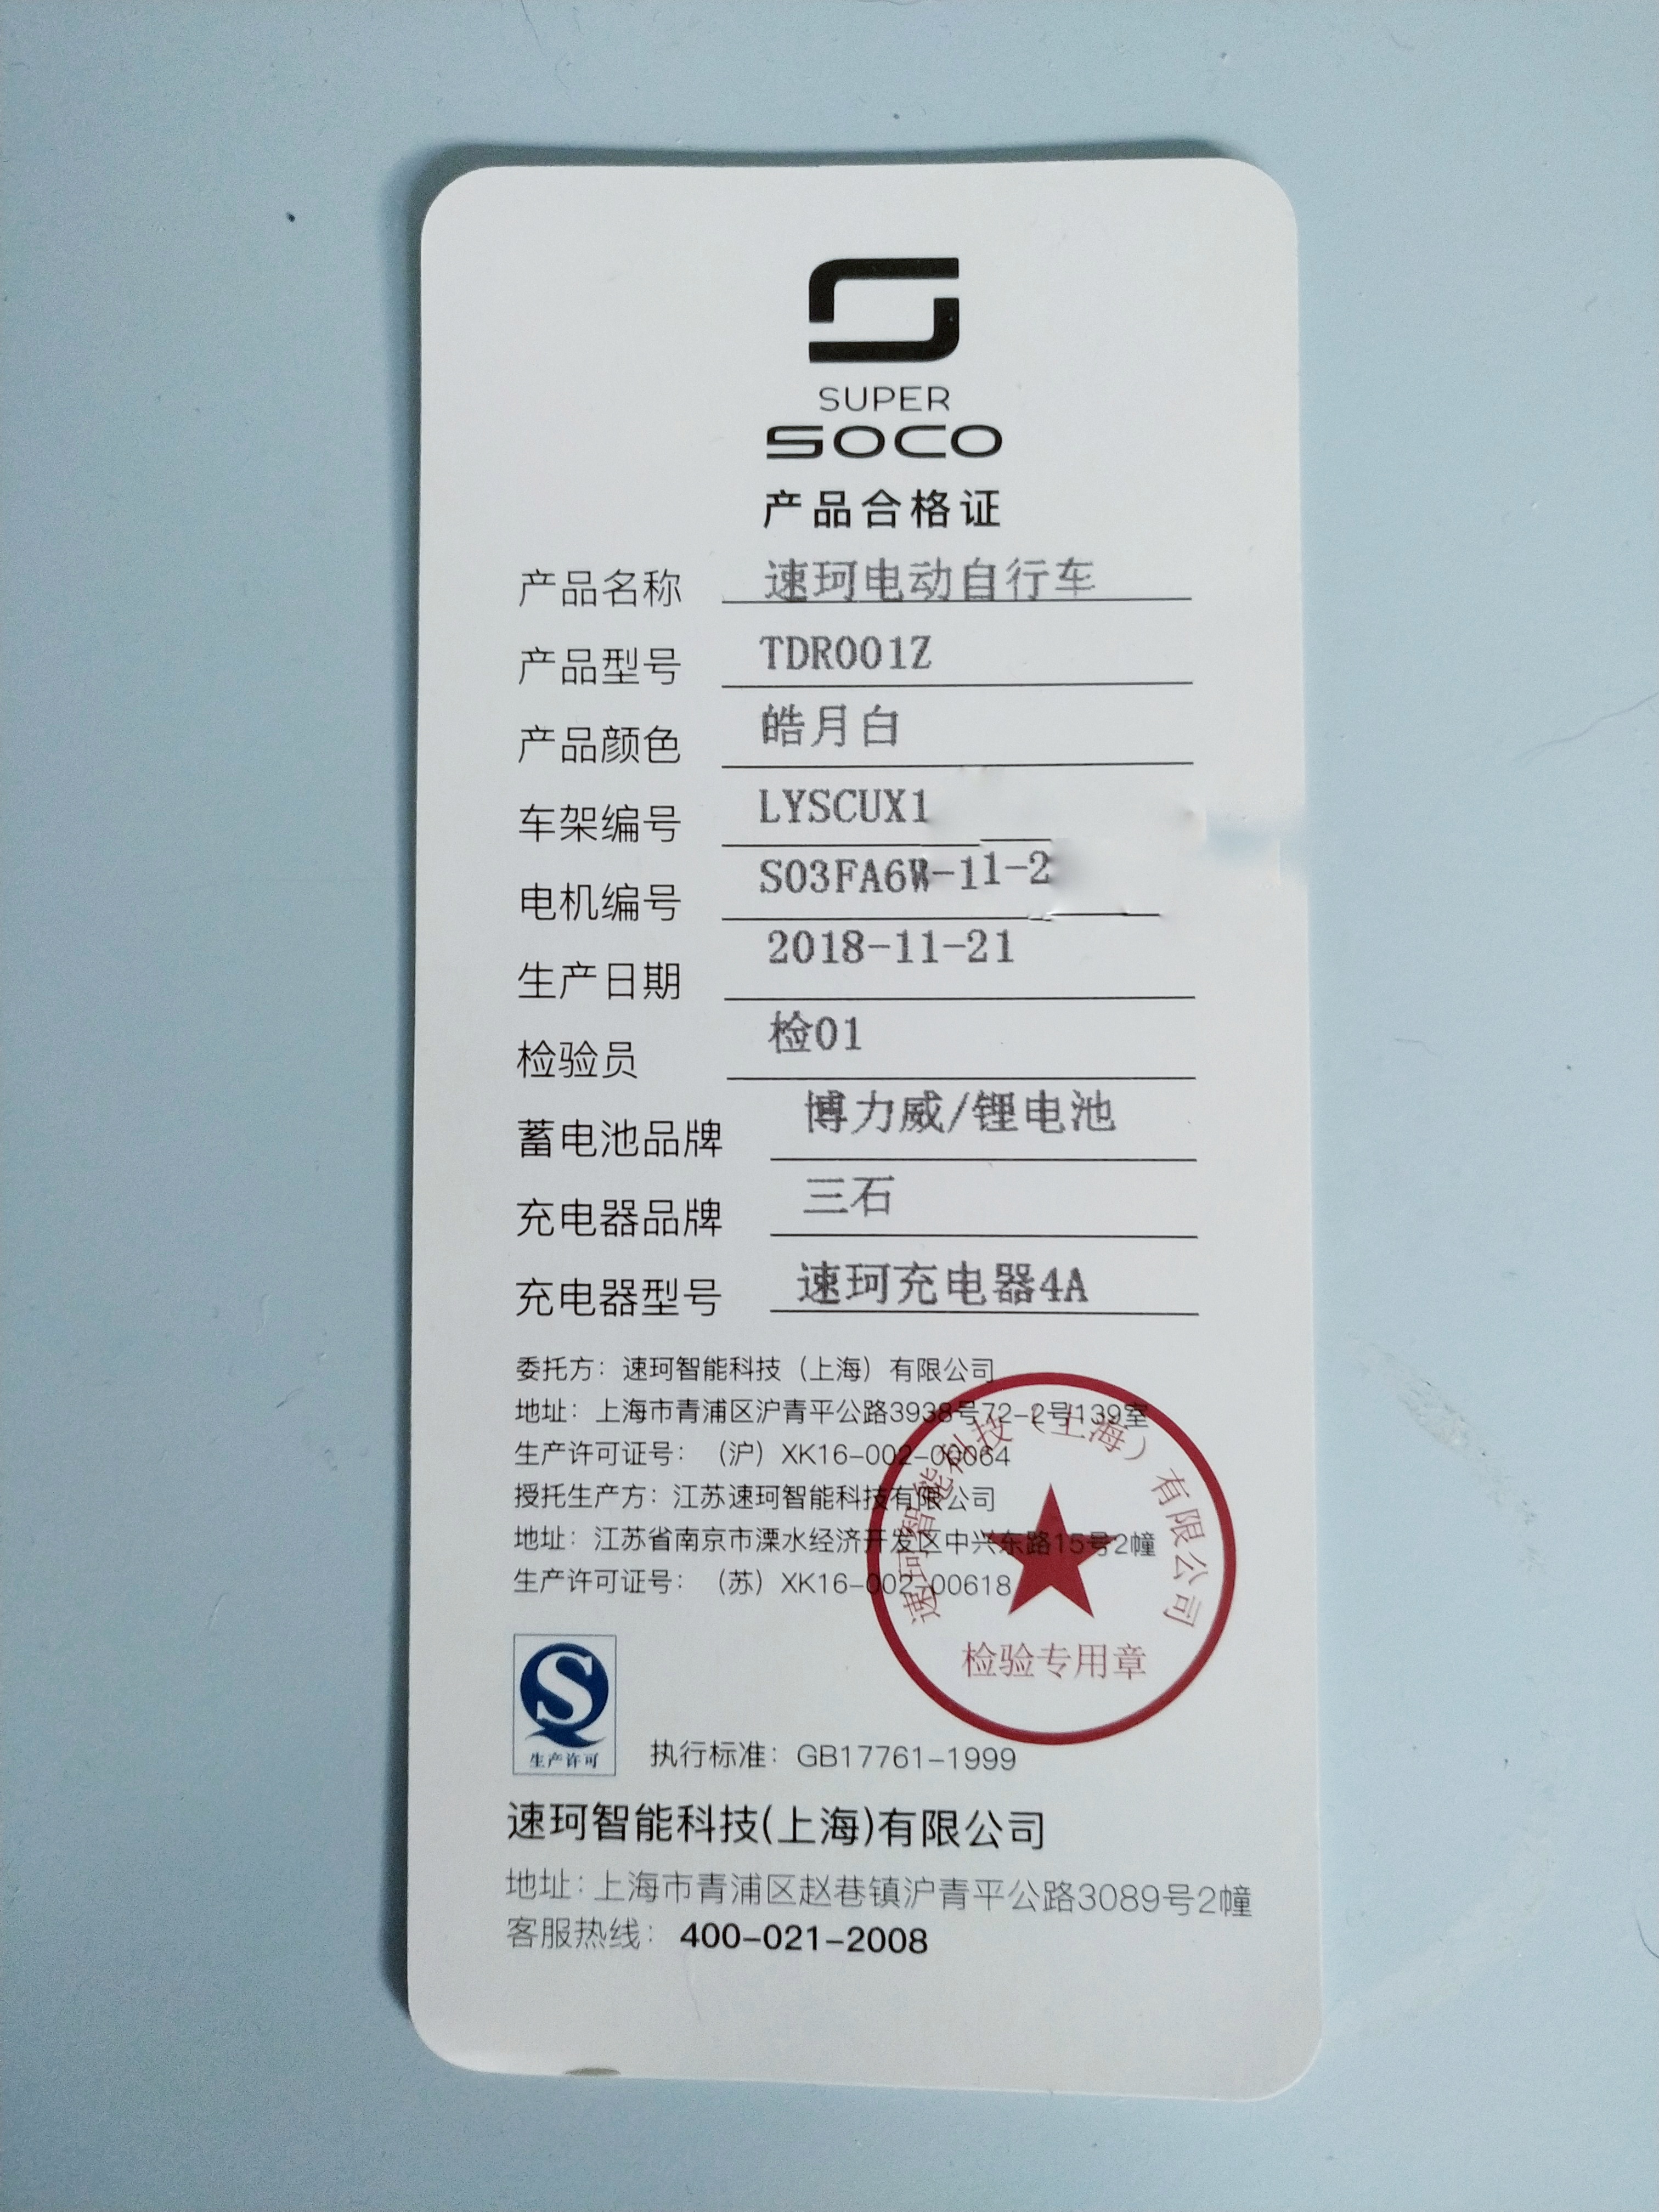 SUPER
SOCO
产品合格证
产品名称 速珂电动自行车
产品型号 TDR001Z
产品颜色 皓月白
车架编号 LYSCUX1
电机编号 S03FA6W-11-2
生产日期 2018-11-21
检验员 检01
蓄电池品牌 博力威/锂电池
充电器品牌 三石
充电器型号 速珂充电器4A
委托方：速珂智能科技（上海）有限公司
地址：上海市青浦区沪青平公路3938号72-2号139室
生产许可证号：（沪）XK16-002-00064
授托生产方：江苏速珂智能科技有限公司
地址：江苏省南京市溧水经济开发区中兴东路15号2幢
生产许可证号：（苏）XK16-002-00618
速珂智能科技（上海）有限公司
检验专用章
生产许可
执行标准：GB17761-1999
速珂智能科技(上海)有限公司
地址：上海市青浦区赵巷镇沪青平公路3089号2幢
客服热线：400-021-2008